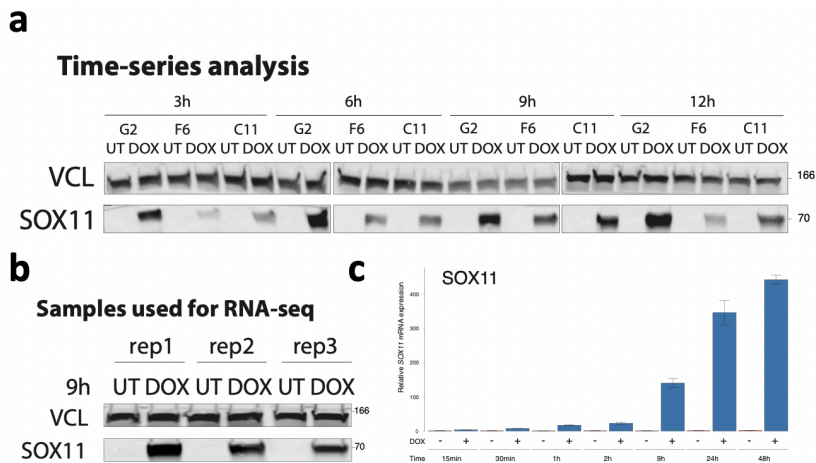 a
Time-series analysis
3h 6h 9h 12h
G2 F6 C11 G2 F6 C11 G2 F6 C11 G2 F6 C11
UT DOX UT DOX UT DOX UT DOX UT DOX UT DOX UT DOX UT DOX UT DOX UT DOX UT DOX UT DOX
VCL 166
SOX11 70
b
Samples used for RNA-seq
rep1 rep2 rep3
9h UT DOX UT DOX UT DOX
VCL 166
SOX11 70
c
SOX11
Relative SOX11 mRNA expression
400
300
200
100
0
DOX - + - + - + - + - + - + - +
Time 15min 30min 1h 2h 9h 24h 48h